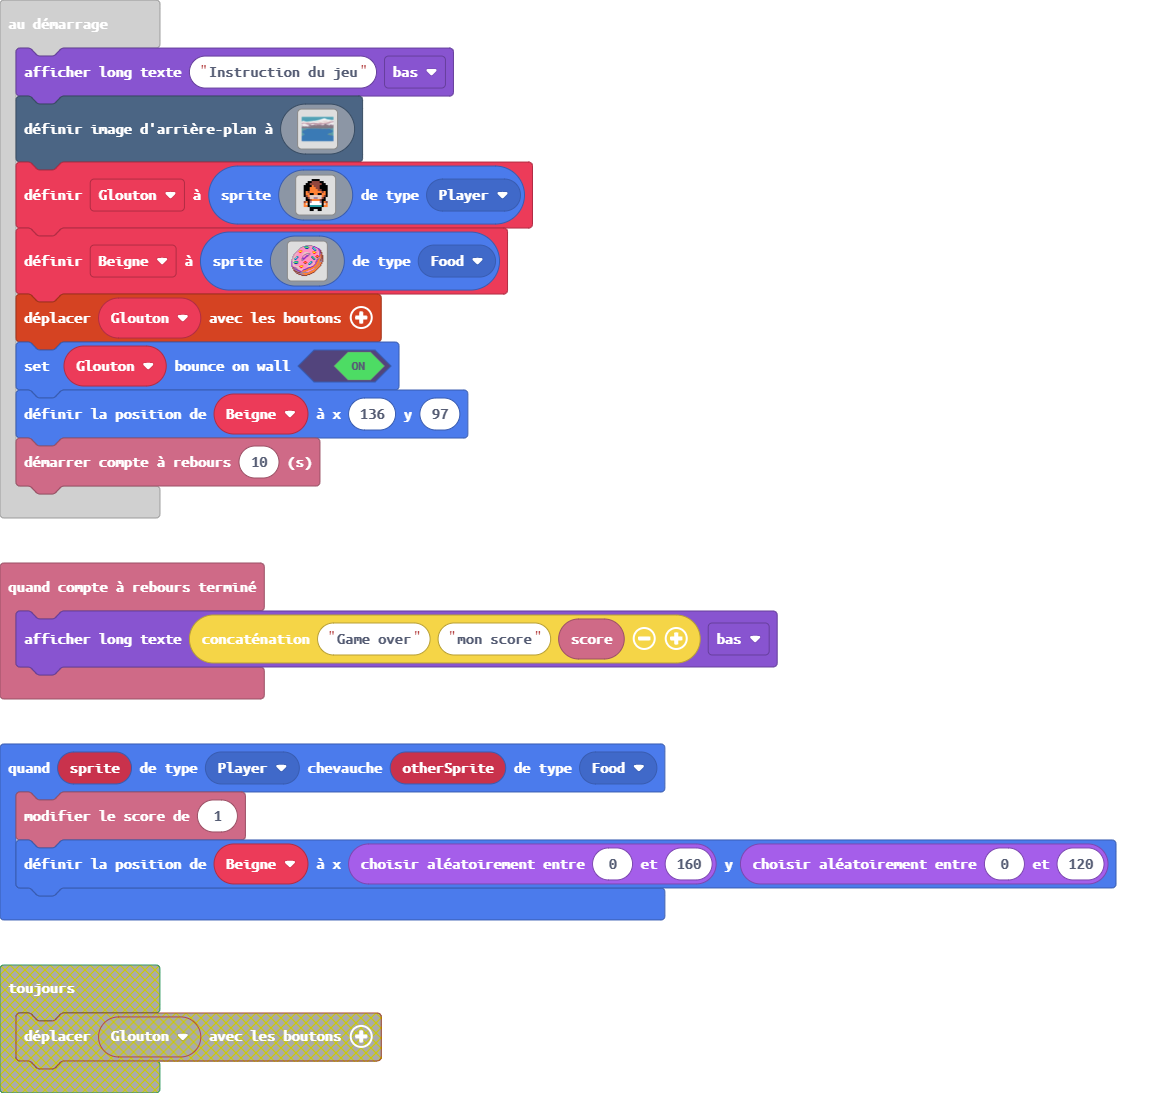 au démarrage
afficher long texte "Instruction du jeu" bas
définir image d'arrière-plan à
définir Glouton à sprite de type Player
définir Beigne à sprite de type Food
déplacer Glouton avec les boutons
set Glouton bounce on wall ON
définir la position de Beigne à x 136 y 97
démarrer compte à rebours 10 (s)
quand compte à rebours terminé
afficher long texte concaténation "Game over" "mon score" score bas
quand sprite de type Player chevauche otherSprite de type Food
modifier le score de 1
définir la position de Beigne à x choisir aléatoirement entre 0 et 160 y choisir aléatoirement entre 0 et 120
toujours
déplacer Glouton avec les boutons